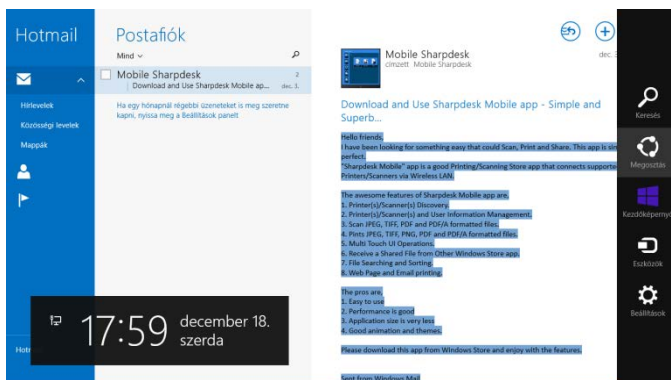 Hotmail
Hírlevelek
Közösségi levelek
Mappák
Postafiók
Mind
Mobile Sharpdesk 2
Download and Use Sharpdesk Mobile ap... dec. 3.
Ha egy hónapnál régebbi üzeneteket is meg szeretne
kapni, nyissa meg a Beállítások panelt
17:59 december 18.
szerda
Mobile Sharpdesk dec. 3
címzett Mobile Sharpdesk
Download and Use Sharpdesk Mobile app - Simple and
Superb...
Hello friends,
I have been looking for something easy that could Scan, Print and Share. This app is sim
perfect.
"Sharpdesk Mobile" app is a good Printing/Scanning Store app that connects supporte
Printers/Scanners via Wireless LAN.
The awesome features of Sharpdesk Mobile app are,
1. Printer(s)/Scanner(s) Discovery.
2. Printer(s)/Scanner(s) and User Information Management.
3. Scan JPEG, TIFF, PDF and PDF/A formatted files.
4. Pints JPEG, TIFF, PNG, PDF and PDF/A formatted files.
5. Multi Touch UI Operations.
6. Receive a Shared File from Other Windows Store app.
7. File Searching and Sorting.
8. Web Page and Email printing.
The pros are,
1. Easy to use
2. Performance is good
3. Application size is very less
4. Good animation and themes.
Please download this app from Windows Store and enjoy with the features.
Sent from Windows Mail
Keresés
Megosztás
Kezdőképernyő
Eszközök
Beállítások